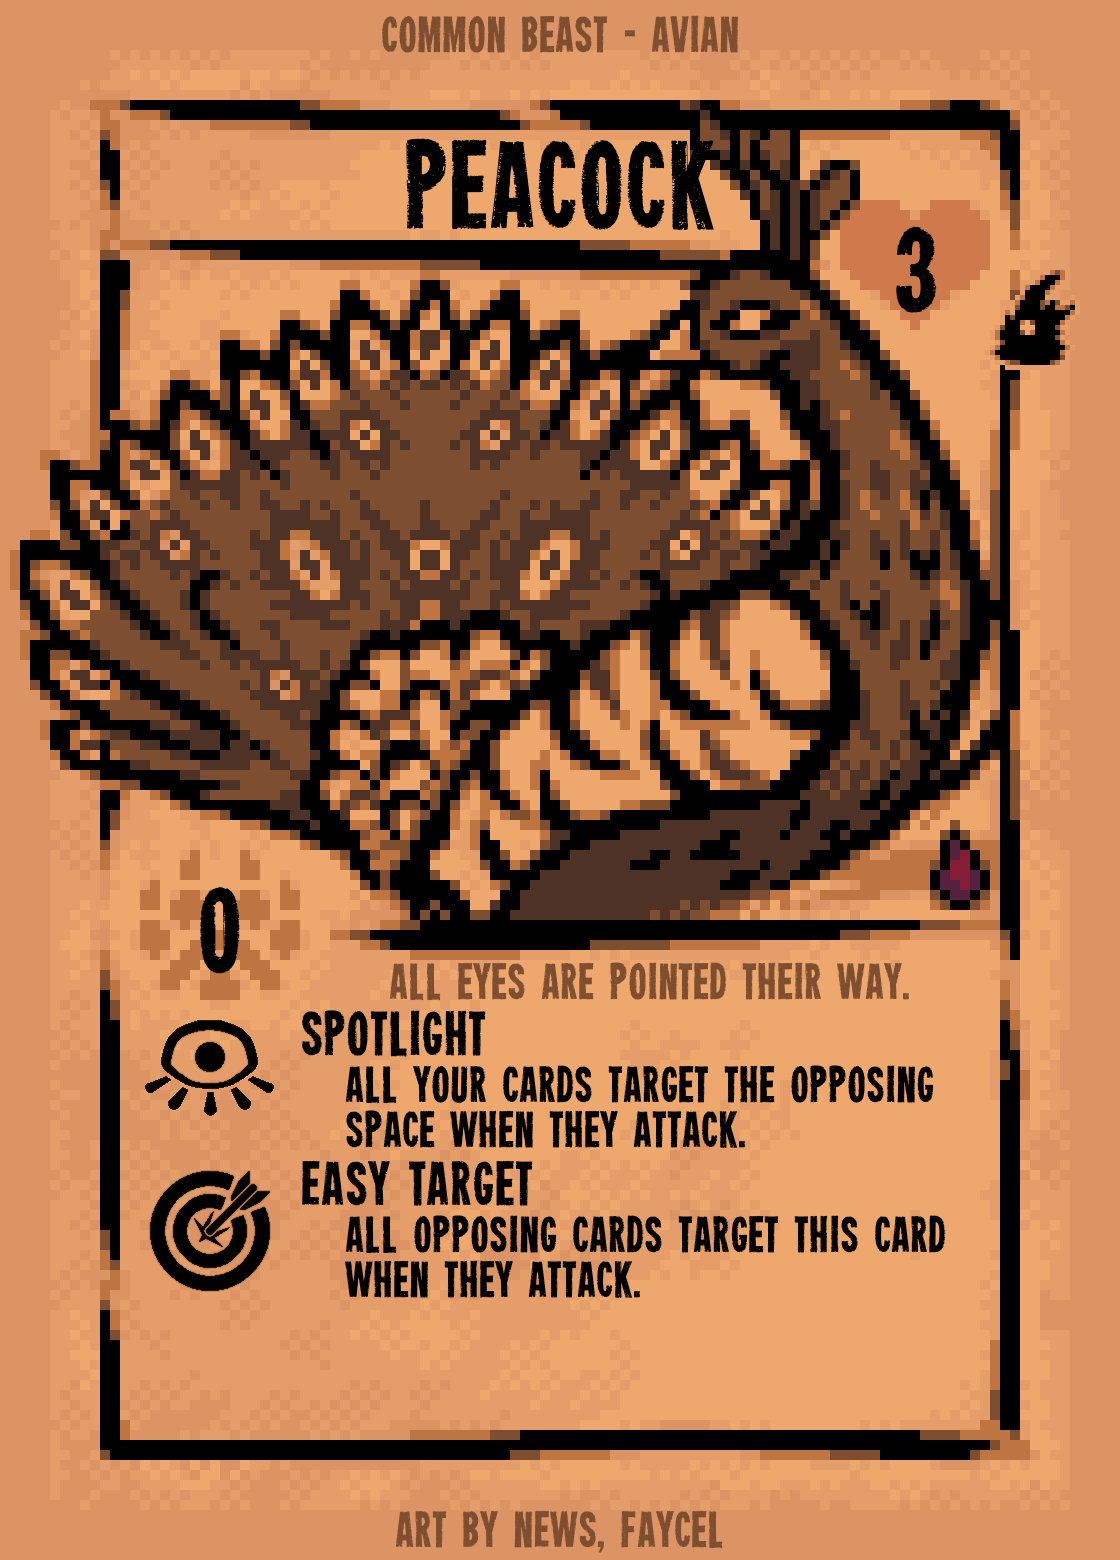 COMMON BEAST - AVIAN
PEACOCK
3
0
ALL EYES ARE POINTED THEIR WAY.
SPOTLIGHT
ALL YOUR CARDS TARGET THE OPPOSING
SPACE WHEN THEY ATTACK.
EASY TARGET
ALL OPPOSING CARDS TARGET THIS CARD
WHEN THEY ATTACK.
ART BY NEWS, FAYCEL